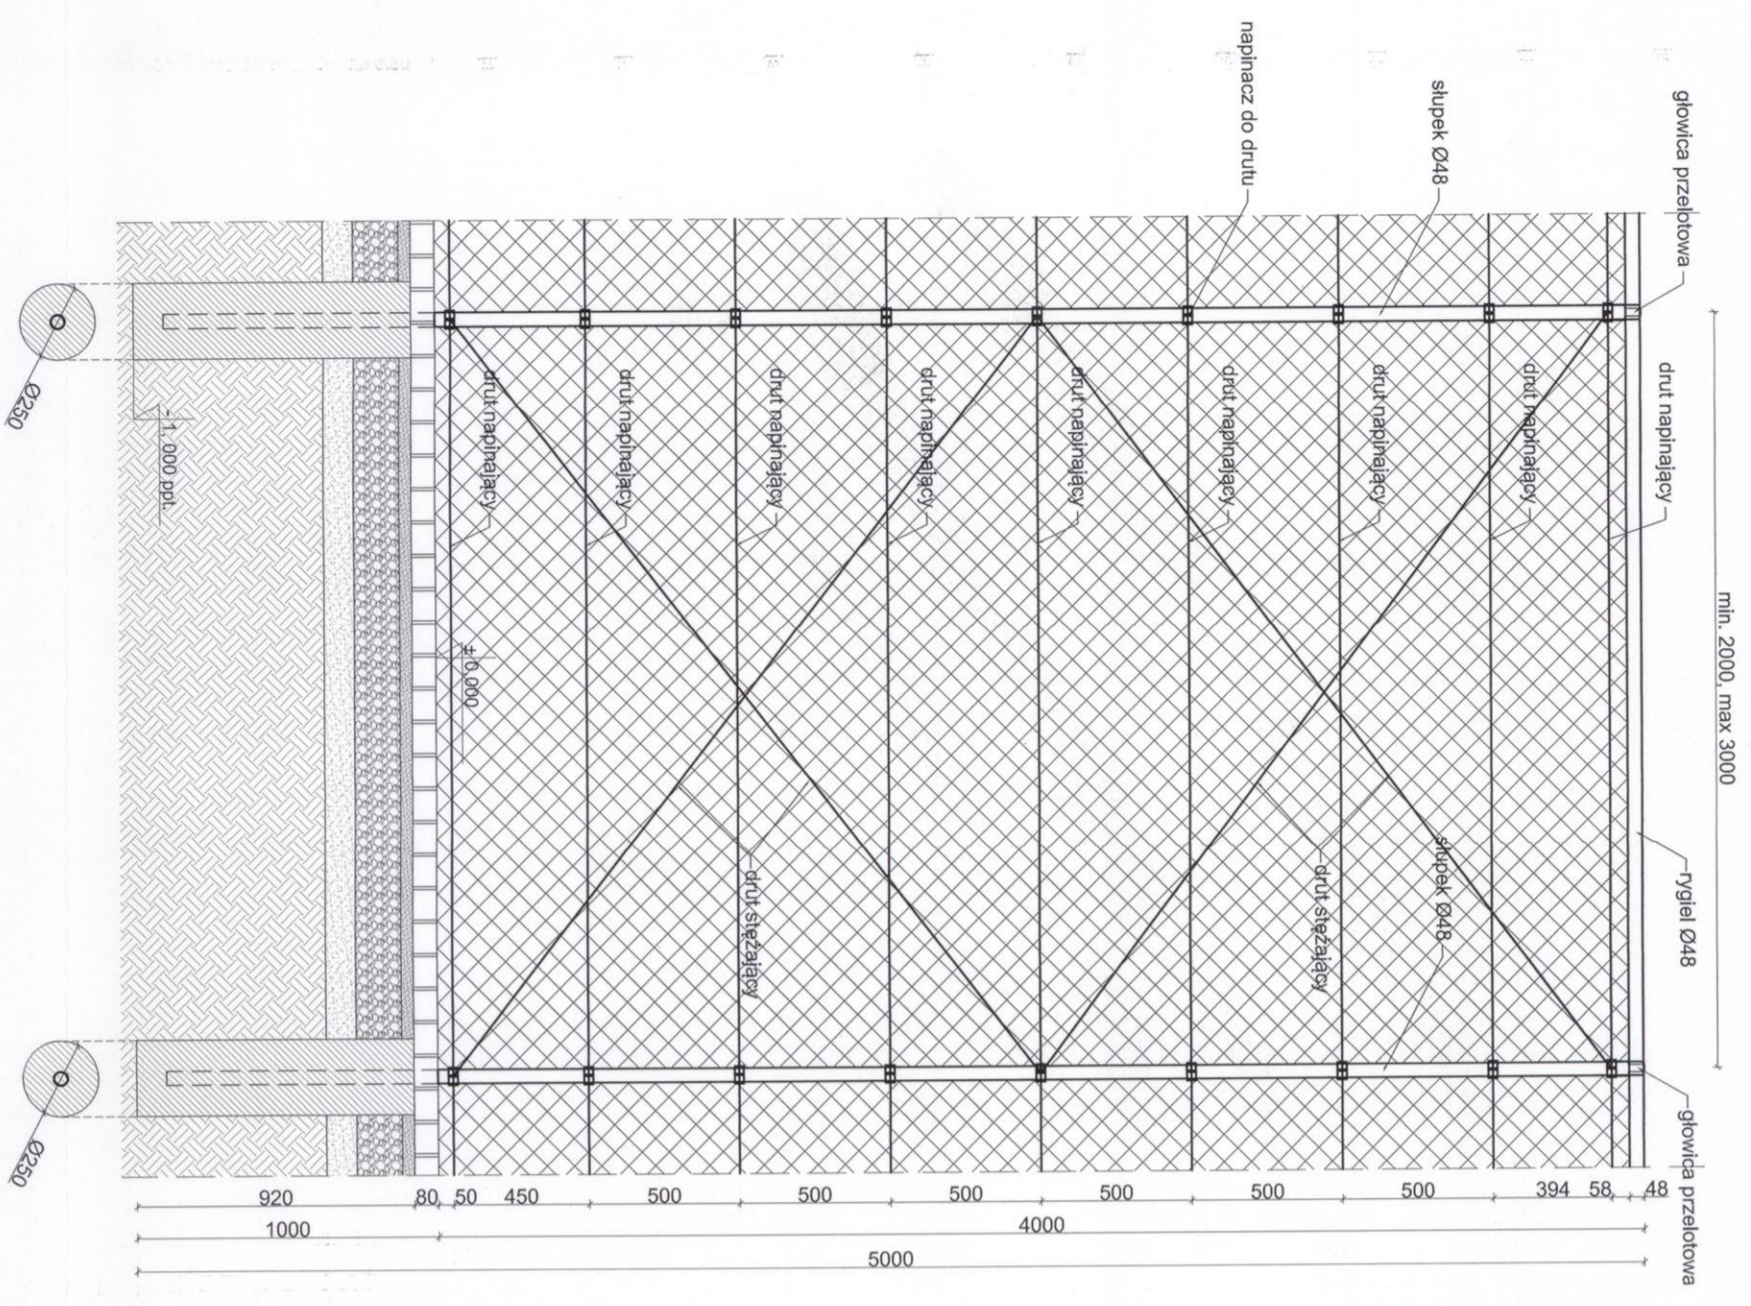 głowica przelotowa
słupek Ø48
napinacz do drutu
min. 2000, max 3000
drut napinający
drut napinający
drut napinający
drut napinający
drut napinający
drut napinający
drut napinający
drut napinający
drut napinający
rygiel Ø48
słupek Ø48
drut stężający
drut stężający
głowica przelotowa
± 0,000
-1, 000 ppt.
Ø250
Ø250
48
58
394
500
500
500
500
500
500
450
50
80
920
4000
1000
5000